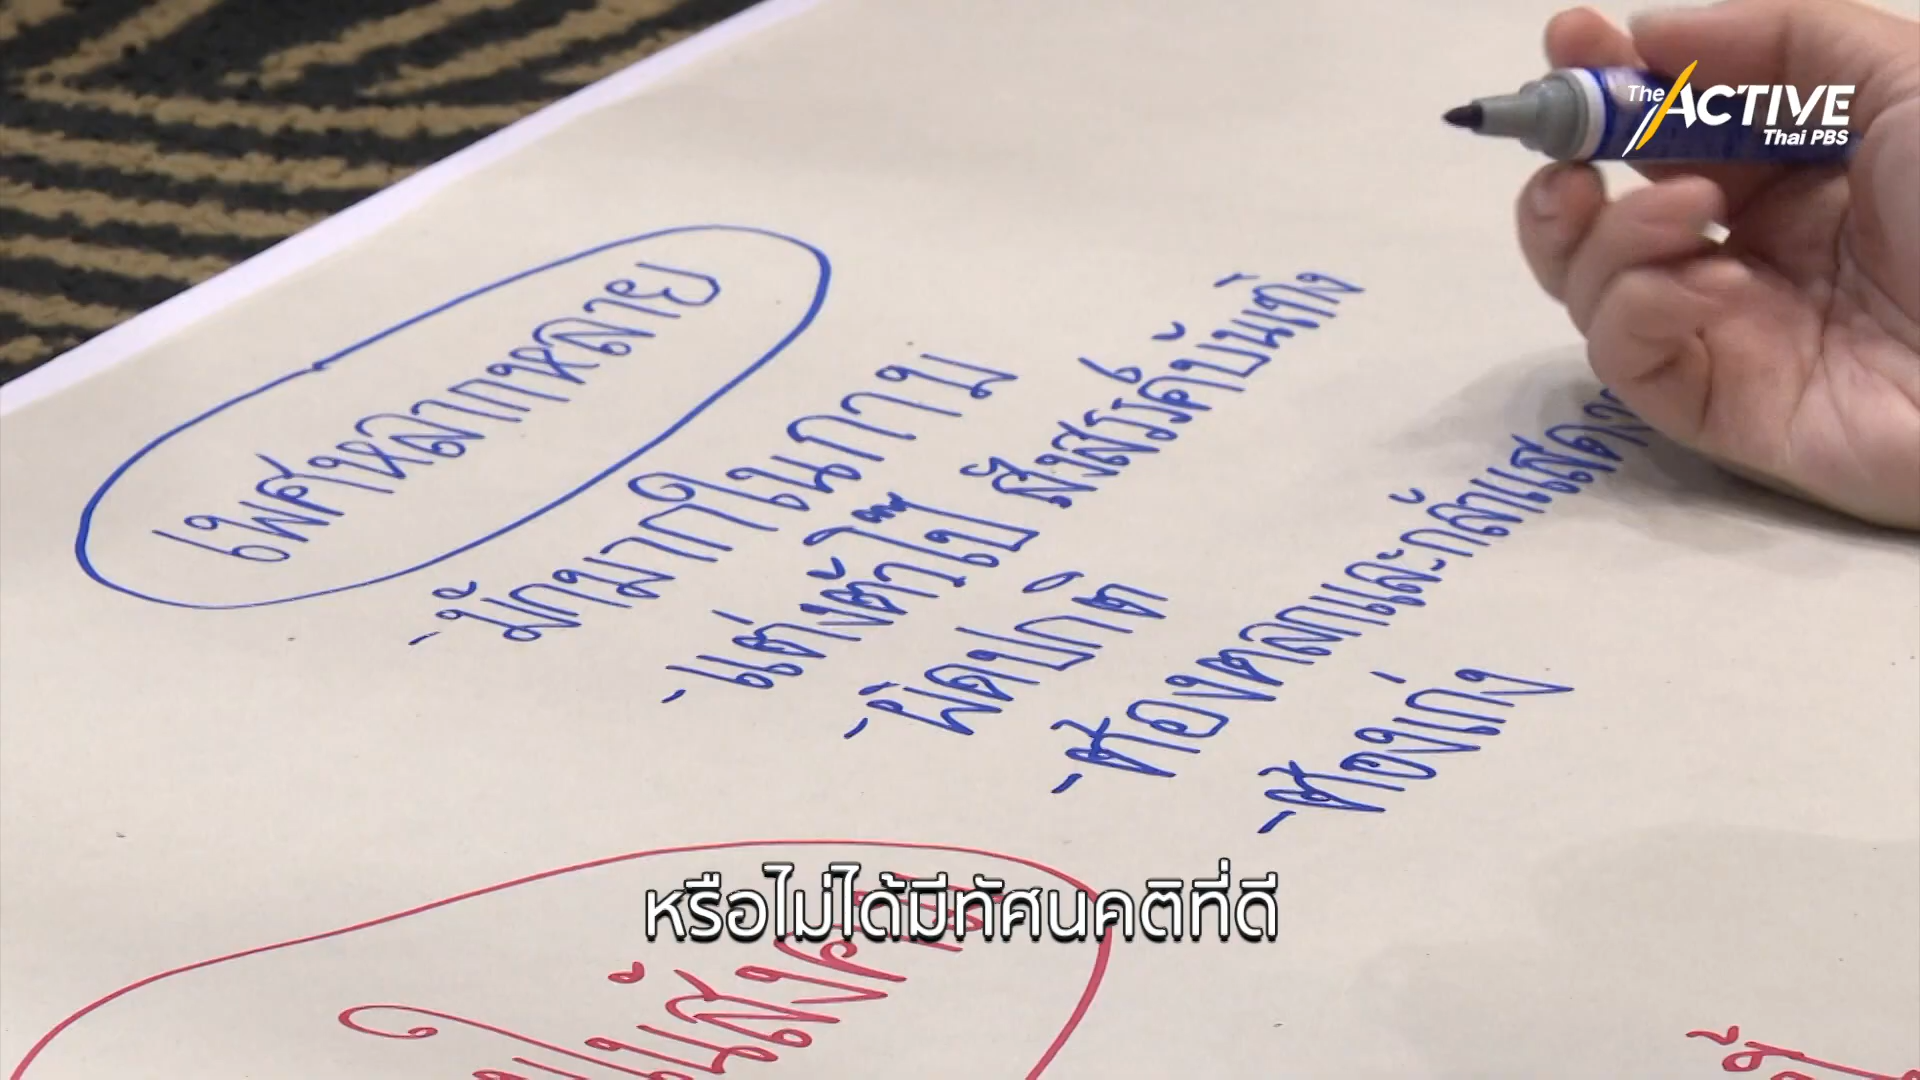 The ACTIVE
Thai PBS
เพศหลากหลาย
-มักมากในกาม
-แต่งตัวโป๊ สังสรรค์บันเทิง
-ผิดปกติ
-ต้องตลกและกล้าแสดง
-ต้องเก่ง
หรือไม่ได้มีทัศนคติที่ดี